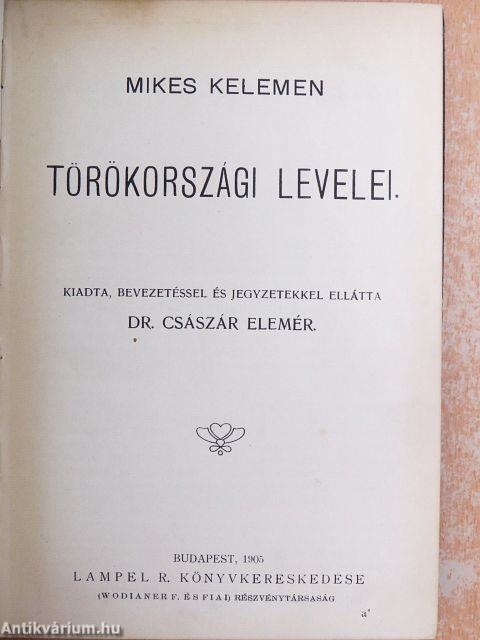 MIKES KELEMEN
TÖRÖKORSZÁGI LEVELEI.
KIADTA, BEVEZETÉSSEL ÉS JEGYZETEKKEL ELLÁTTA
DR. CSÁSZÁR ELEMÉR.
BUDAPEST, 1905
LAMPEL R. KÖNYVKERESKEDÉSE
(WODIANER F. ÉS FIAI) RÉSZVÉNYTÁRSASÁG
a*
Antikvárium.hu